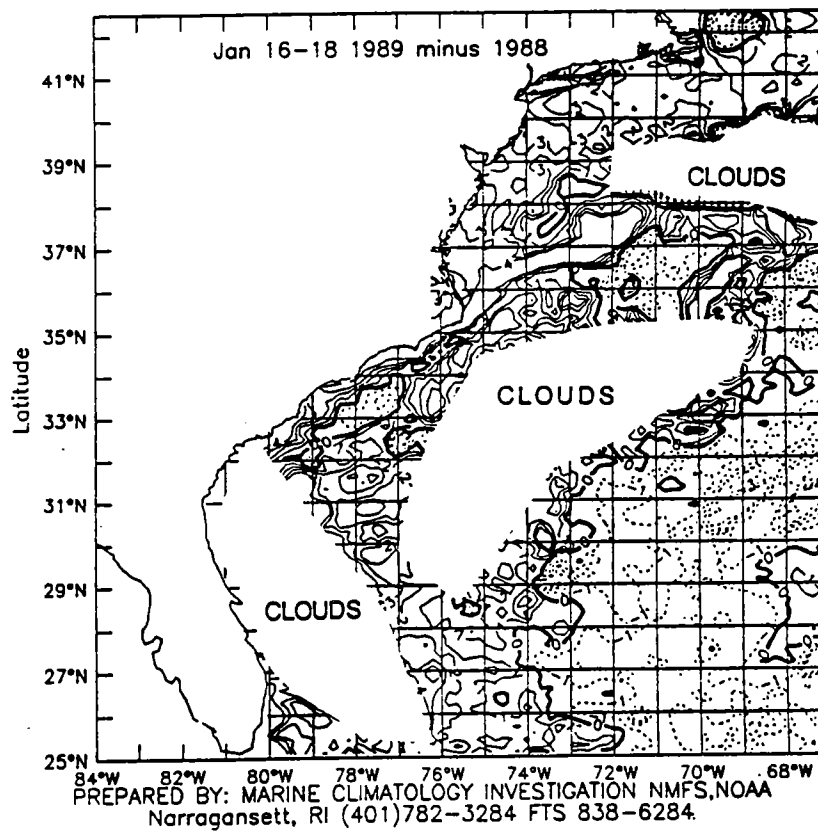 Jan 16-18 1989 minus 1988
41°N
39°N
CLOUDS
37°N
35°N
Latitude
CLOUDS
33°N
31°N
29°N
CLOUDS
27°N
25°N
84°W 82°W 80°W 78°W 76°W 74°W 72°W 70°W 68°W
PREPARED BY: MARINE CLIMATOLOGY INVESTIGATION NMFS,NOAA
Narragansett, RI (401)782-3284 FTS 838-6284.